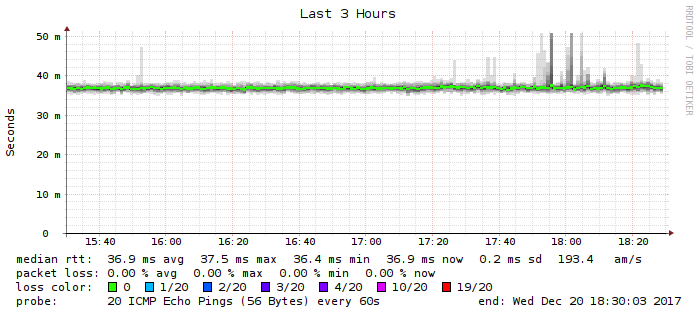 Last 3 Hours
RRDTOOL / TOBI OETIKER
Seconds
50 m
40 m
30 m
20 m
10 m
0
15:40 16:00 16:20 16:40 17:00 17:20 17:40 18:00 18:20
median rtt: 36.9 ms avg 37.5 ms max 36.4 ms min 36.9 ms now 0.2 ms sd 193.4 am/s
packet loss: 0.00 % avg 0.00 % max 0.00 % min 0.00 % now
loss color: 0 1/20 2/20 3/20 4/20 10/20 19/20
probe: 20 ICMP Echo Pings (56 Bytes) every 60s end: Wed Dec 20 18:30:03 2017